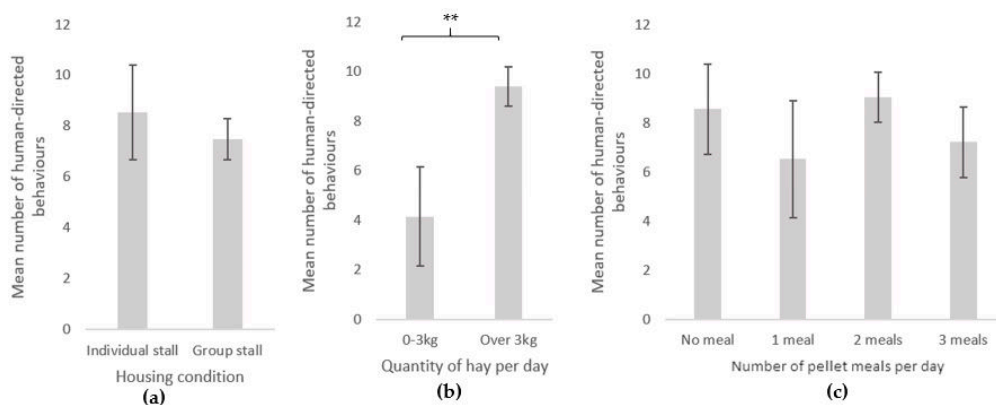 Mean number of human-directed
behaviours
12
10
8
6
4
2
0
Individual stall Group stall
Housing condition
(a)
Mean number of human-directed
behaviours
**
12
10
8
6
4
2
0
0-3kg Over 3kg
Quantity of hay per day
(b)
Mean number of human-directed
behaviours
12
10
8
6
4
2
0
No meal 1 meal 2 meals 3 meals
Number of pellet meals per day
(c)